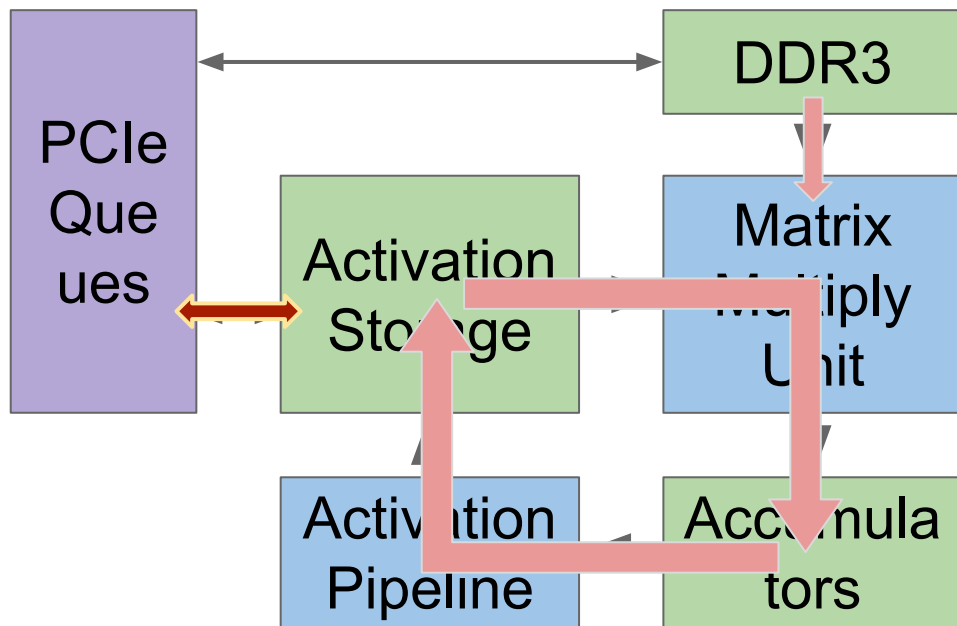 DDR3
PCIe
Que
ues
Activation
Storage
Matrix
Multiply
Unit
Activation
Pipeline
Accumula
tors